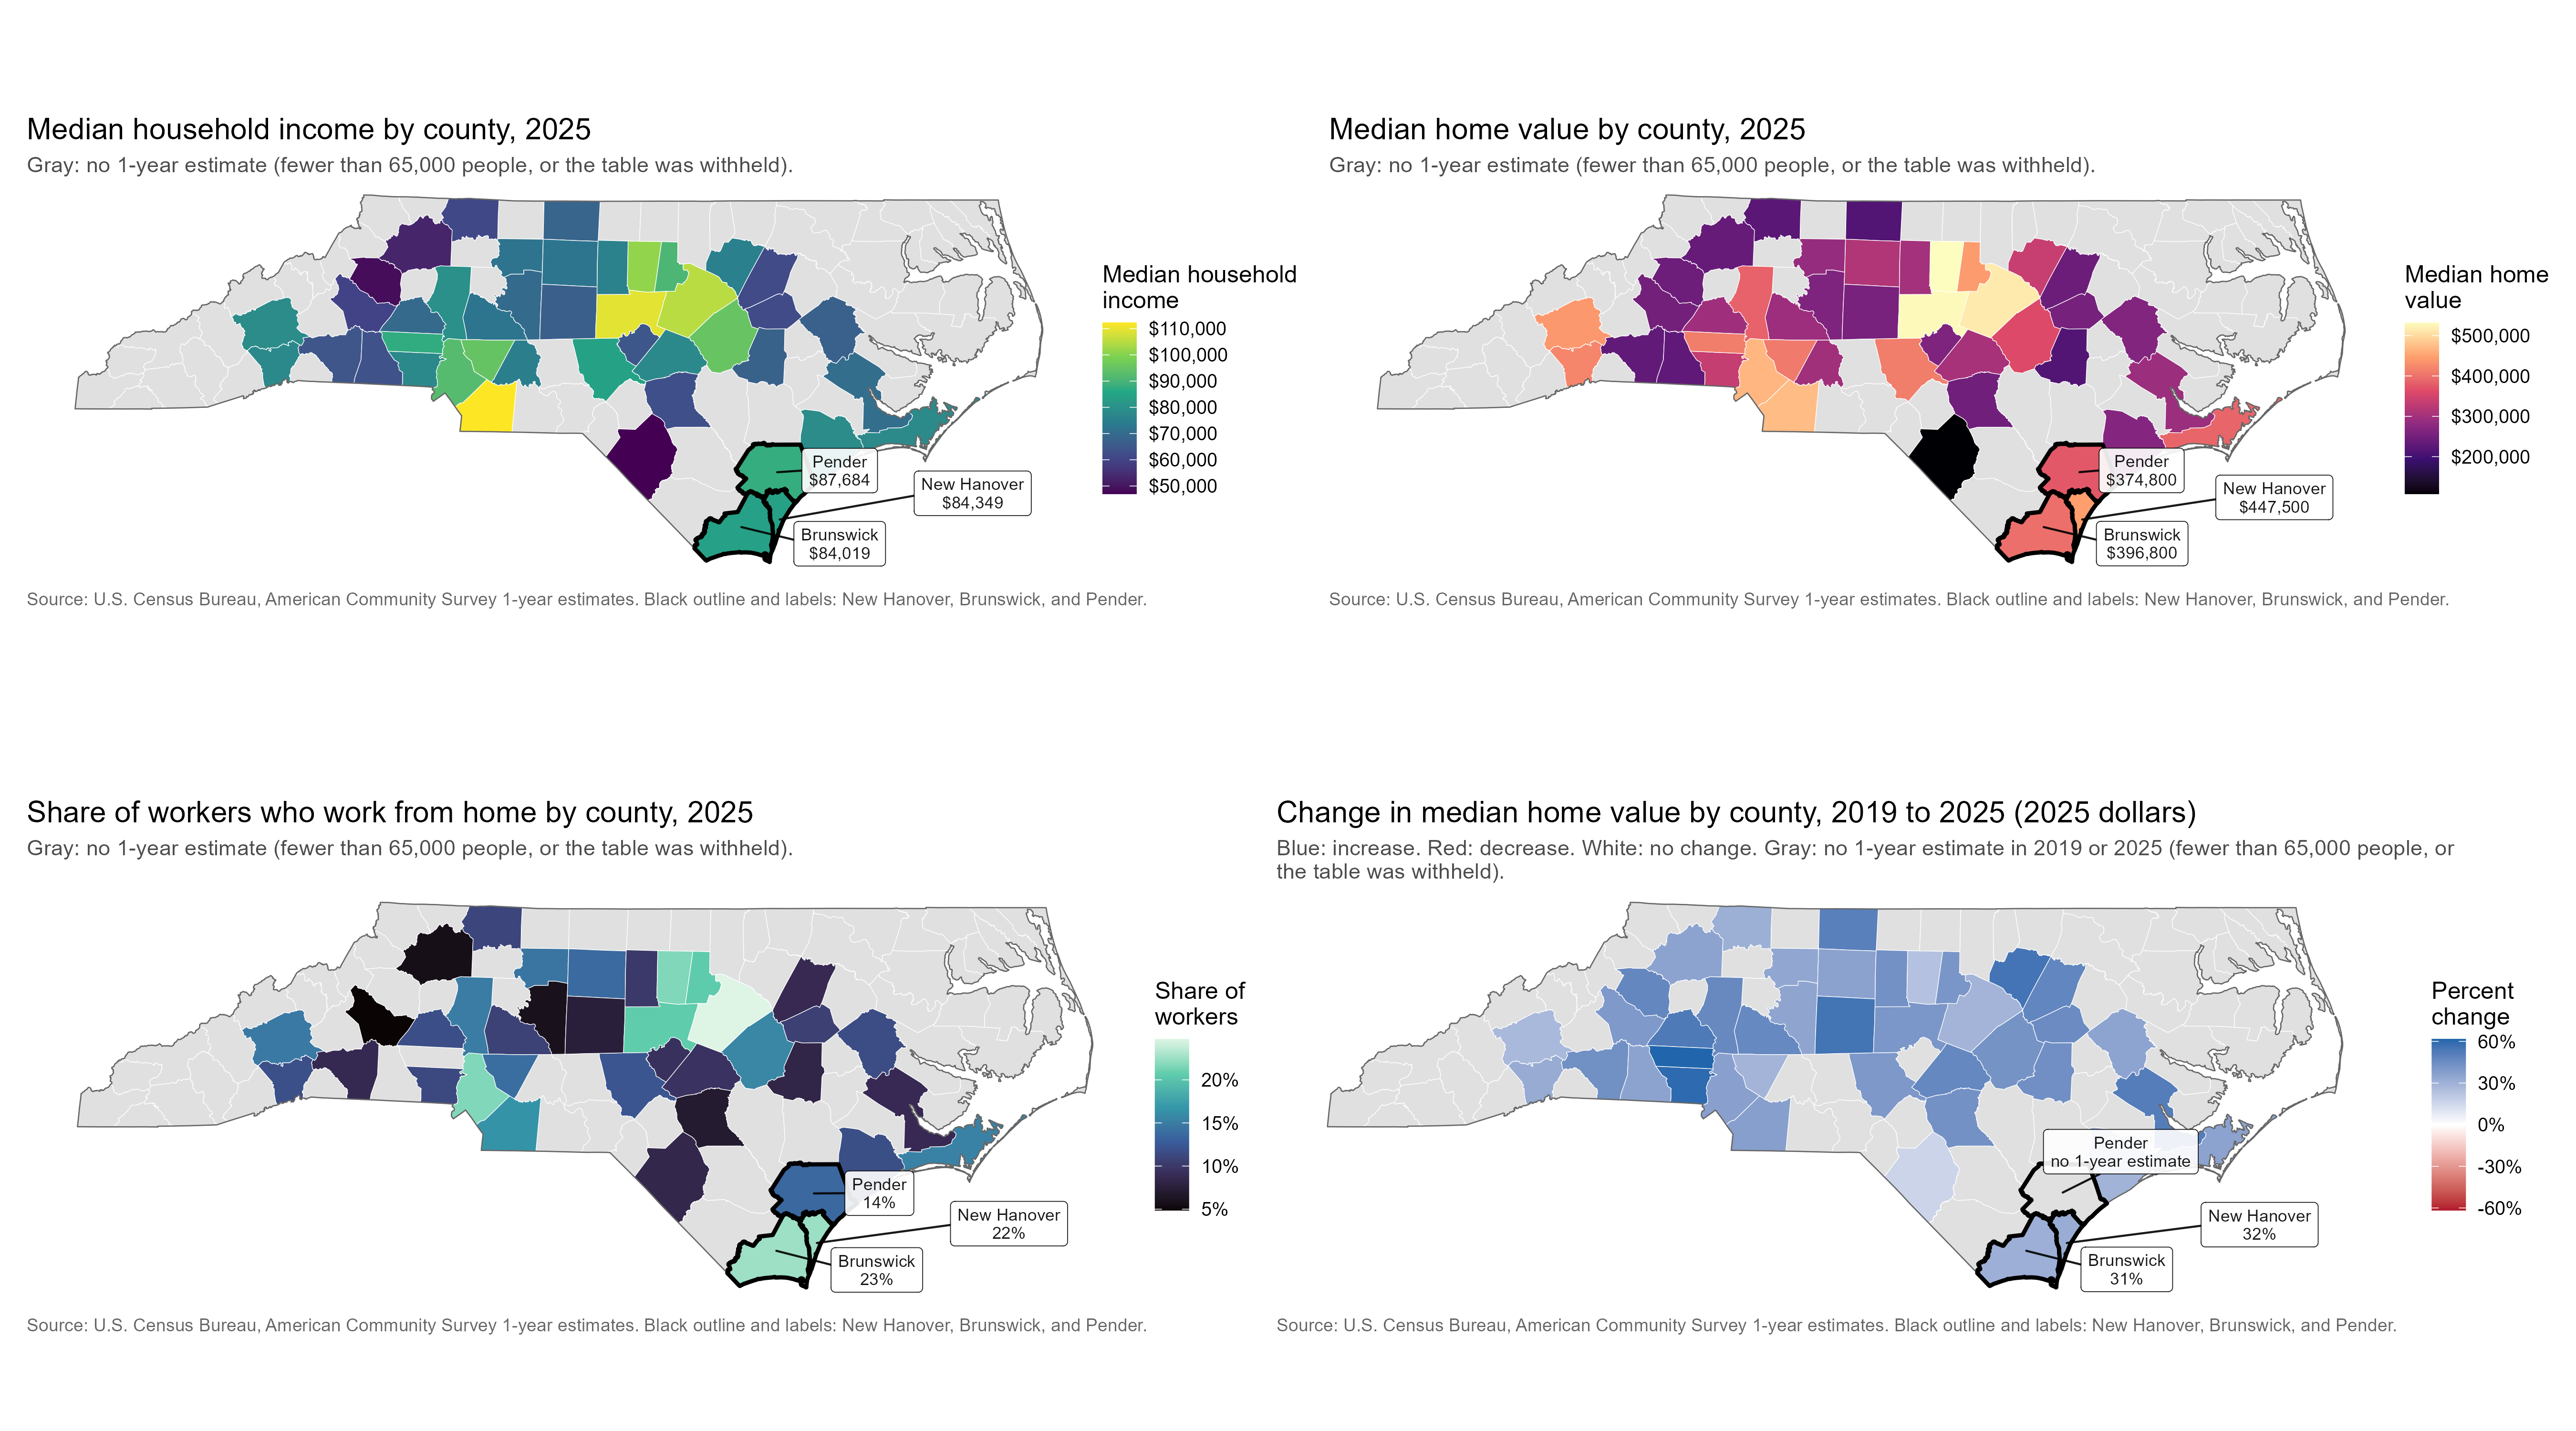 Median household income by county, 2025
Gray: no 1-year estimate (fewer than 65,000 people, or the table was withheld).
Median household
income
$110,000
$100,000
$90,000
$80,000
$70,000
$60,000
$50,000
Pender
$87,684
New Hanover
$84,349
Brunswick
$84,019
Source: U.S. Census Bureau, American Community Survey 1-year estimates. Black outline and labels: New Hanover, Brunswick, and Pender.
Median home value by county, 2025
Gray: no 1-year estimate (fewer than 65,000 people, or the table was withheld).
Median home
value
$500,000
$400,000
$300,000
$200,000
Pender
$374,800
New Hanover
$447,500
Brunswick
$396,800
Source: U.S. Census Bureau, American Community Survey 1-year estimates. Black outline and labels: New Hanover, Brunswick, and Pender.
Share of workers who work from home by county, 2025
Gray: no 1-year estimate (fewer than 65,000 people, or the table was withheld).
Share of
workers
20%
15%
10%
5%
Pender
14%
New Hanover
22%
Brunswick
23%
Source: U.S. Census Bureau, American Community Survey 1-year estimates. Black outline and labels: New Hanover, Brunswick, and Pender.
Change in median home value by county, 2019 to 2025 (2025 dollars)
Blue: increase. Red: decrease. White: no change. Gray: no 1-year estimate in 2019 or 2025 (fewer than 65,000 people, or
the table was withheld).
Percent
change
60%
30%
0%
-30%
-60%
Pender
no 1-year estimate
New Hanover
32%
Brunswick
31%
Source: U.S. Census Bureau, American Community Survey 1-year estimates. Black outline and labels: New Hanover, Brunswick, and Pender.